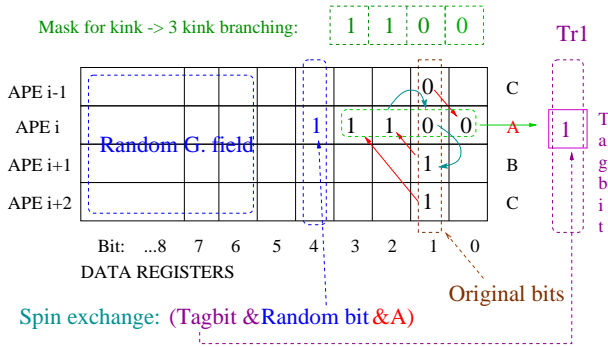 Mask for kink -> 3 kink branching: 1 1 0 0
Tr1
APE i-1 0 C
APE i Random G. field 1 1 1 0 0 A 1
APE i+1 1 B
APE i+2 1 C
Tagbit
Bit: ...8 7 6 5 4 3 2 1 0
DATA REGISTERS
Original bits
Spin exchange: (Tagbit &Random bit &A)